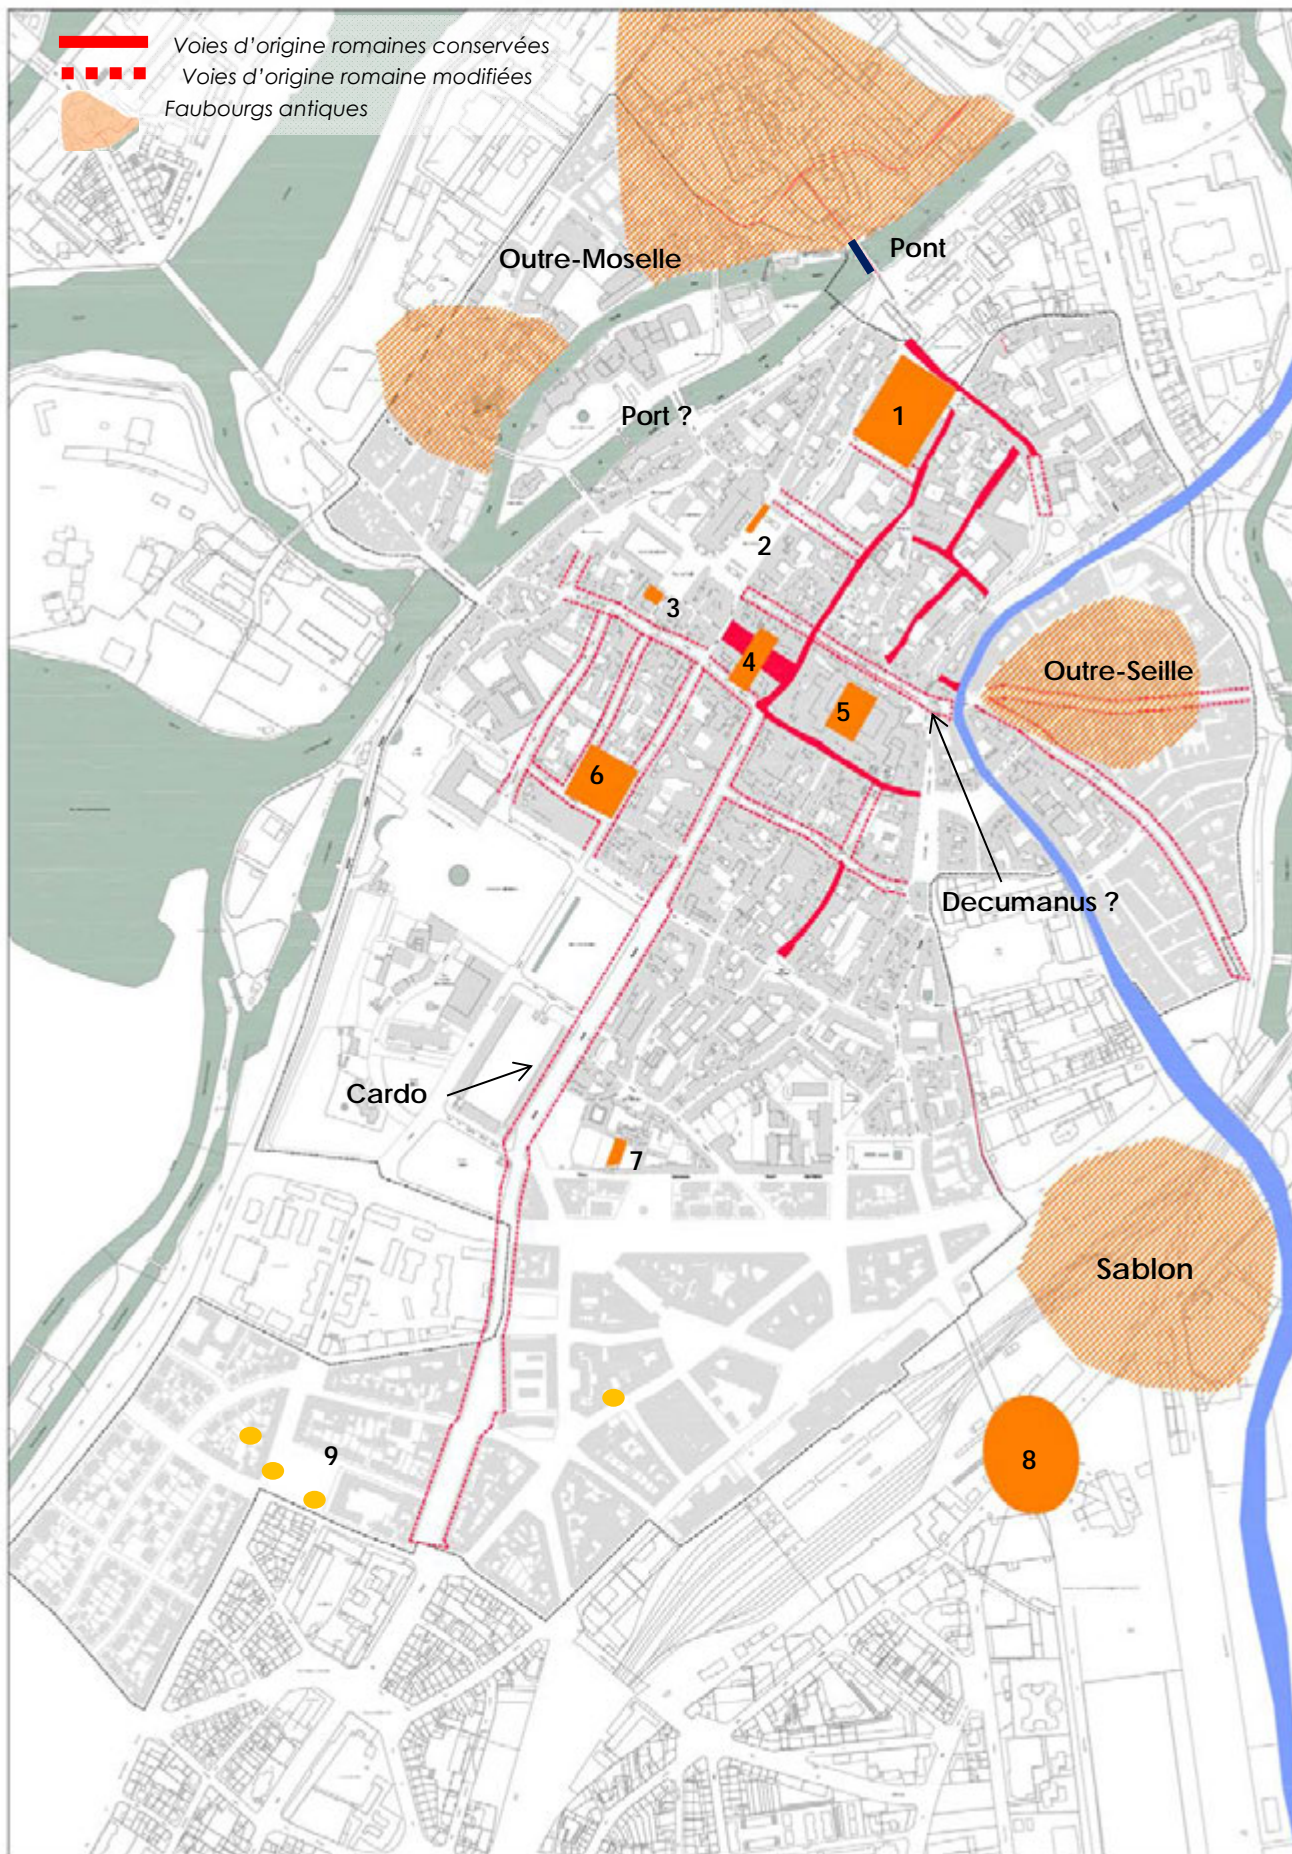 Voies d’origine romaines conservées
Voies d’origine romaine modifiées
Faubourgs antiques
Pont
Outre-Moselle
Port ?
1
2
3
4
Outre-Seille
5
6
Decumanus ?
Cardo
7
Sablon
9
8